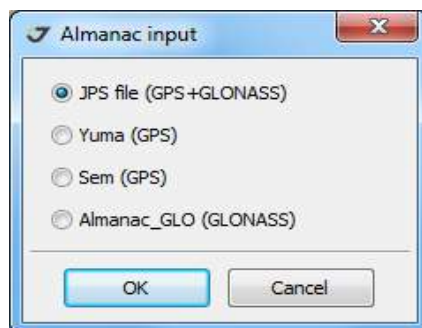 Almanac input
JPS file (GPS+GLONASS)
Yuma (GPS)
Sem (GPS)
Almanac_GLO (GLONASS)
OK
Cancel